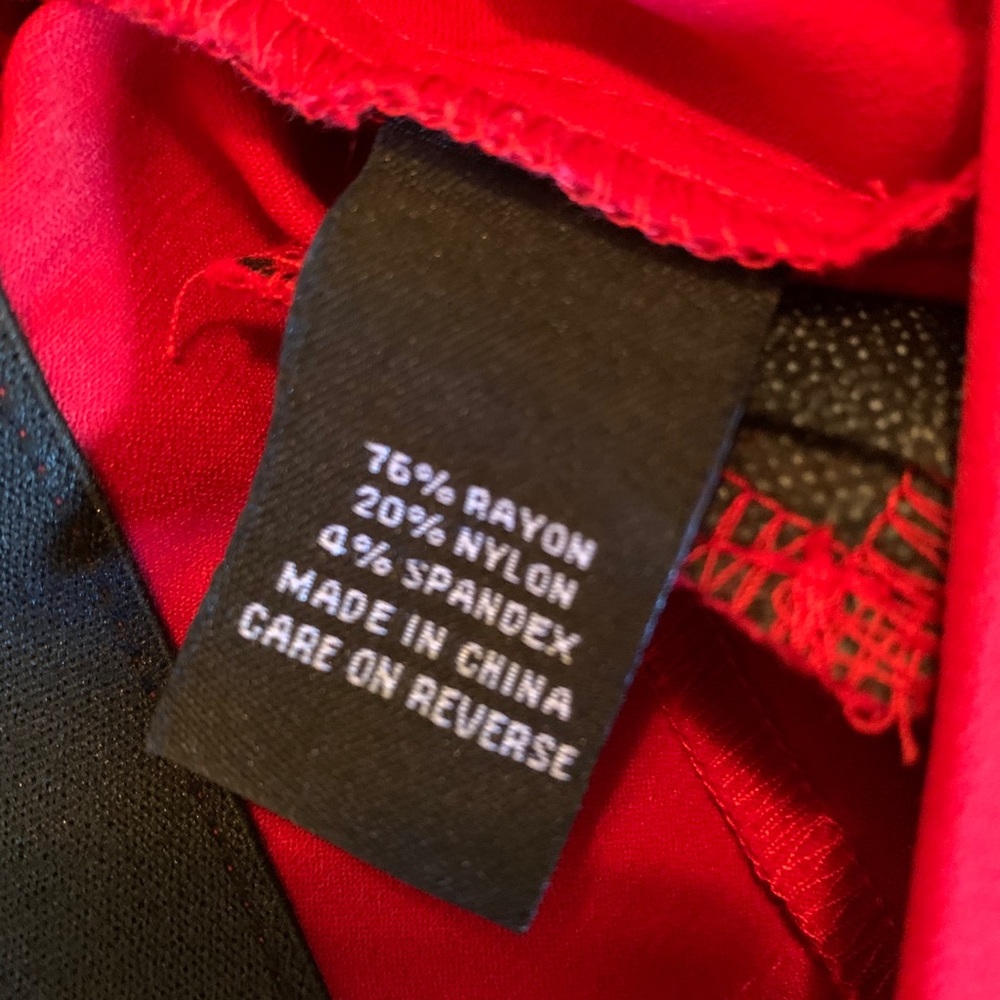 76% RAYON
20% NYLON
4% SPANDEX
MADE IN CHINA
CARE ON REVERSE